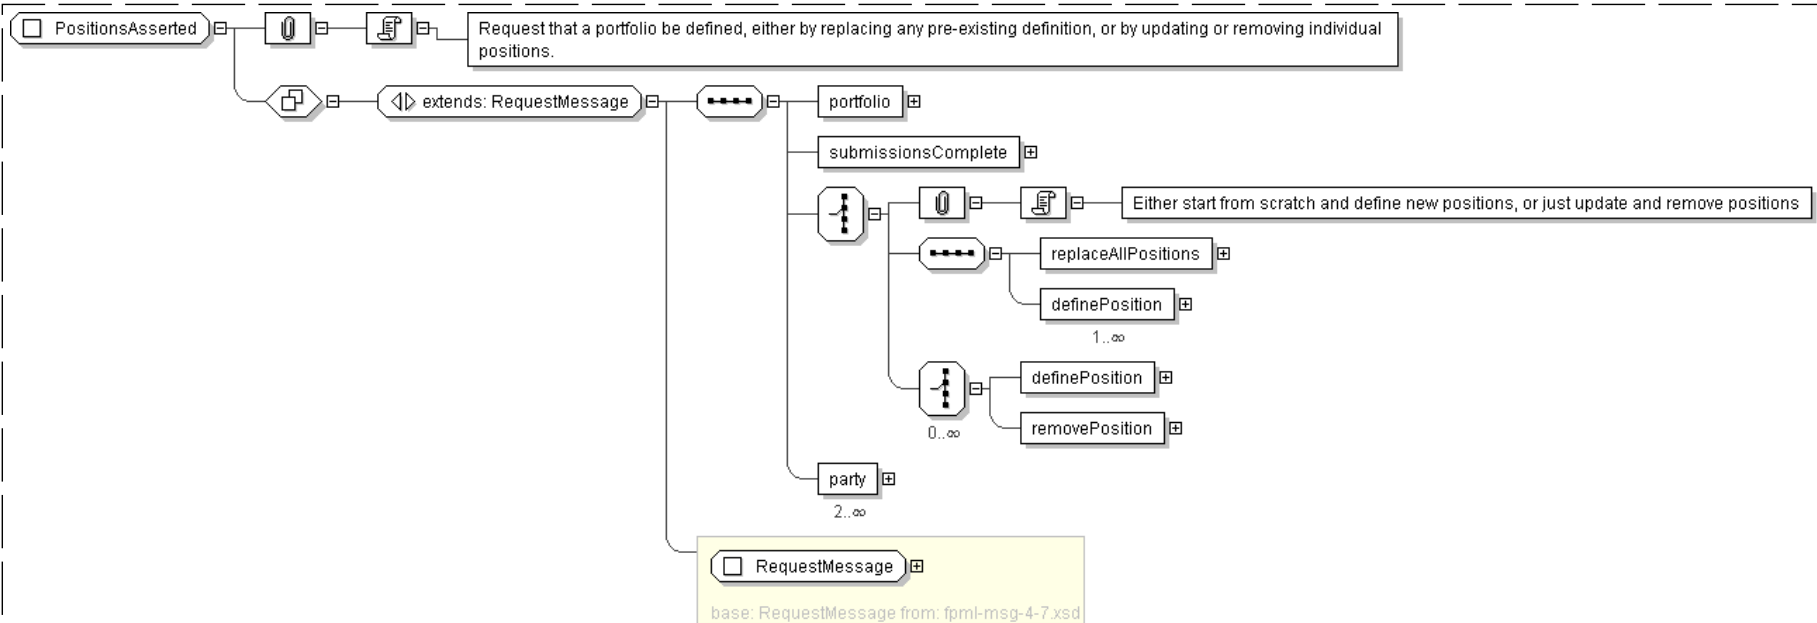 PositionsAsserted
Request that a portfolio be defined, either by replacing any pre-existing definition, or by updating or removing individual
positions.
extends: RequestMessage
portfolio
submissionsComplete
Either start from scratch and define new positions, or just update and remove positions
replaceAllPositions
definePosition
1..∞
definePosition
0..∞
removePosition
party
2..∞
RequestMessage
base: RequestMessage from: fpml-msg-4-7.xsd